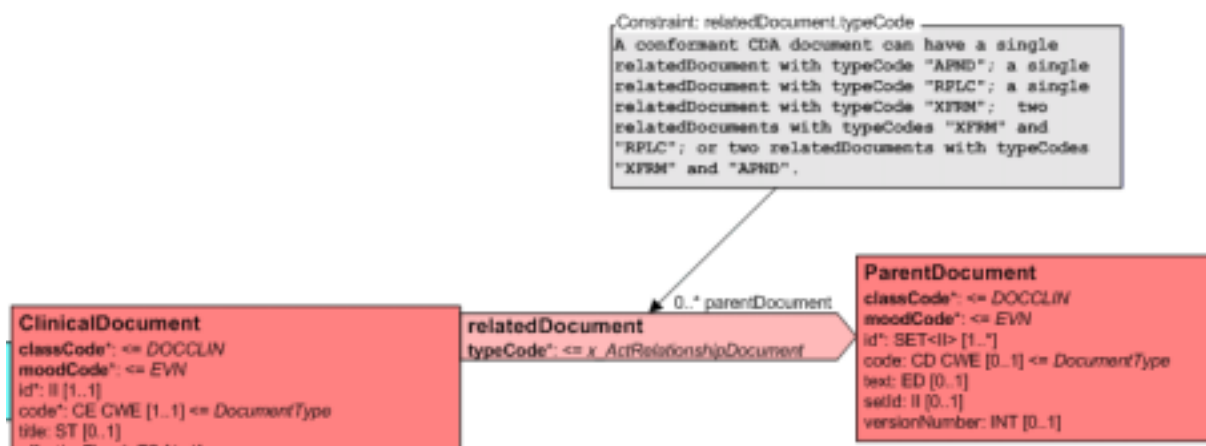 Constraint: relatedDocument.typeCode
A conformant CDA document can have a single
relatedDocument with typeCode "APND"; a single
relatedDocument with typeCode "RPLC"; a single
relatedDocument with typeCode "XFRM"; two
relatedDocuments with typeCodes "XFRM" and
"RPLC"; or two relatedDocuments with typeCodes
"XFRM" and "APND".
0..* parentDocument
ClinicalDocument
classCode*: <= DOCCLIN
moodCode*: <= EVN
id*: II [1..1]
code*: CE CWE [1..1] <= DocumentType
title: ST [0..1]
relatedDocument
typeCode*: <= x_ActRelationshipDocument
ParentDocument
classCode*: <= DOCCLIN
moodCode*: <= EVN
id*: SET<II> [1..*]
code: CD CWE [0..1] <= DocumentType
text: ED [0..1]
setId: II [0..1]
versionNumber: INT [0..1]